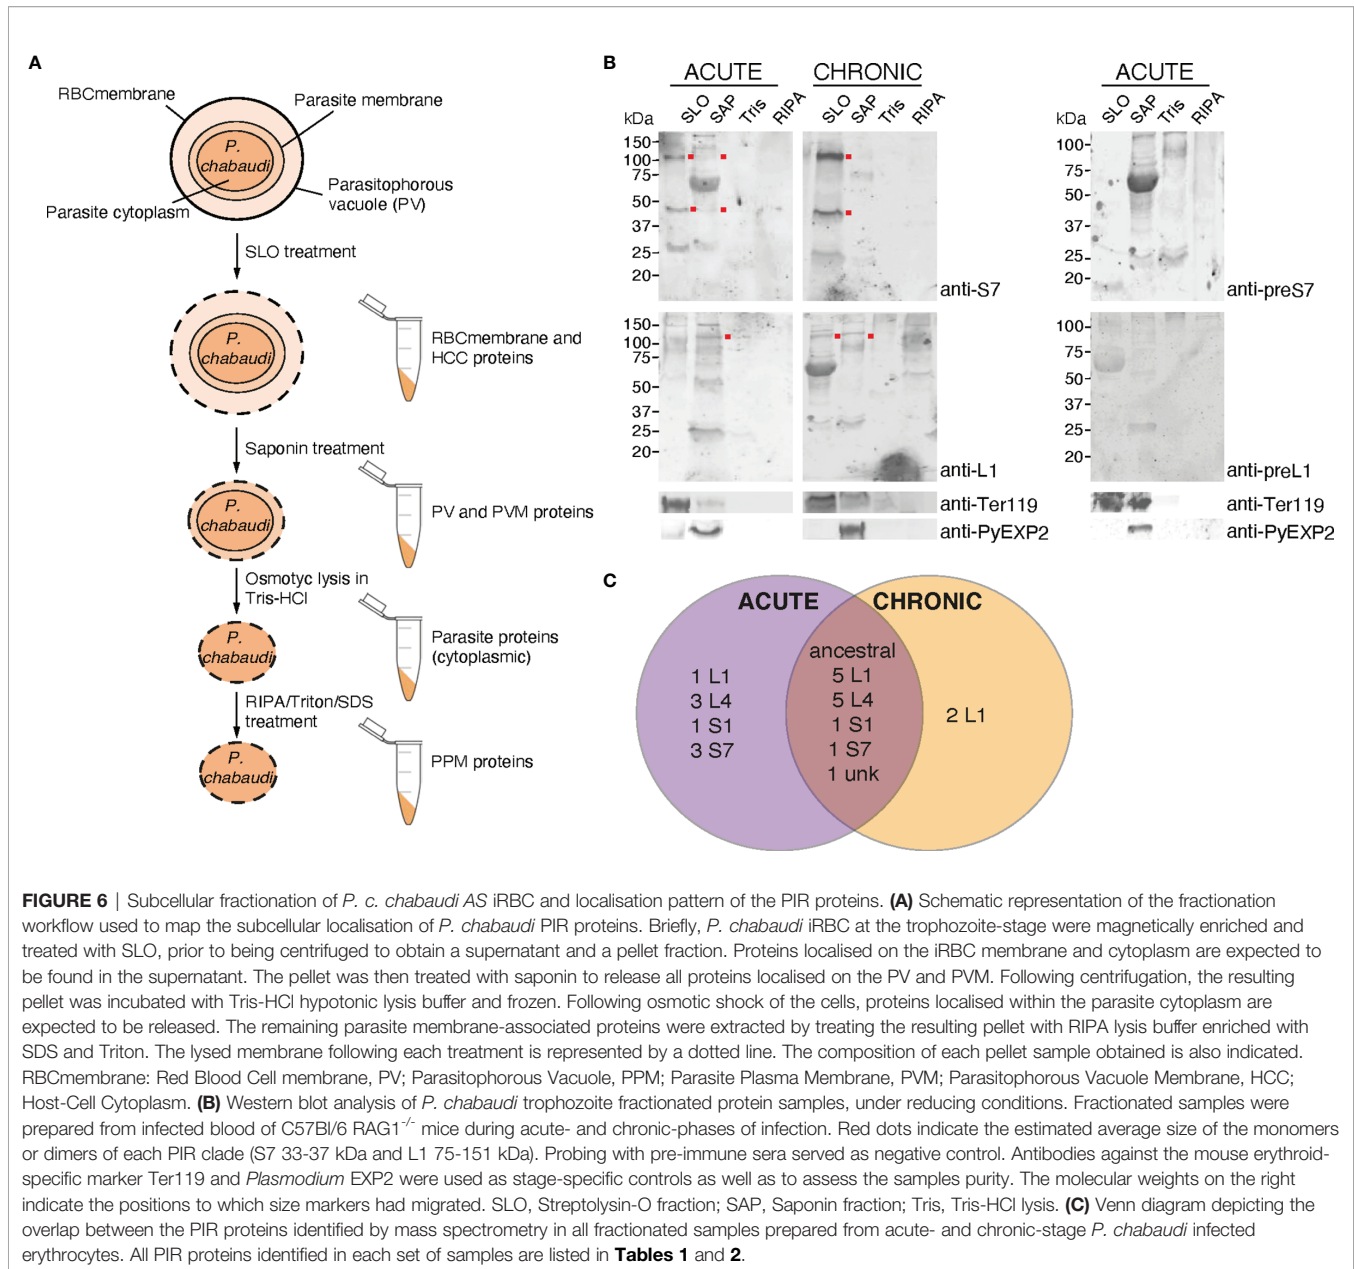 A
RBCmembrane
Parasite membrane
P.
chabaudi
Parasite cytoplasm
Parasitophorous
vacuole (PV)
SLO treatment
P.
chabaudi
RBCmembrane and
HCC proteins
Saponin treatment
P.
chabaudi
PV and PVM proteins
Osmotyc lysis in
Tris-HCl
P.
chabaudi
Parasite proteins
(cytoplasmic)
RIPA/Triton/SDS
treatment
P.
chabaudi
PPM proteins
B
ACUTE
CHRONIC
ACUTE
kDa
SLO
SAP
Tris
RIPA
SLO
SAP
Tris
RIPA
kDa
SLO
SAP
Tris
RIPA
150
100
75
50
37
25
20
anti-S7
100
75
50
37
25
20
anti-preS7
150
100
75
50
37
25
20
anti-L1
100
75
50
37
25
20
anti-preL1
anti-Ter119
anti-Ter119
anti-PyEXP2
anti-PyEXP2
C
ACUTE
CHRONIC
1 L1
3 L4
1 S1
3 S7
ancestral
5 L1
5 L4
1 S1
1 S7
1 unk
2 L1
FIGURE 6 | Subcellular fractionation of P. c. chabaudi AS iRBC and localisation pattern of the PIR proteins. (A) Schematic representation of the fractionation
workflow used to map the subcellular localisation of P. chabaudi PIR proteins. Briefly, P. chabaudi iRBC at the trophozoite-stage were magnetically enriched and
treated with SLO, prior to being centrifuged to obtain a supernatant and a pellet fraction. Proteins localised on the iRBC membrane and cytoplasm are expected to
be found in the supernatant. The pellet was then treated with saponin to release all proteins localised on the PV and PVM. Following centrifugation, the resulting
pellet was incubated with Tris-HCl hypotonic lysis buffer and frozen. Following osmotic shock of the cells, proteins localised within the parasite cytoplasm are
expected to be released. The remaining parasite membrane-associated proteins were extracted by treating the resulting pellet with RIPA lysis buffer enriched with
SDS and Triton. The lysed membrane following each treatment is represented by a dotted line. The composition of each pellet sample obtained is also indicated.
RBCmembrane: Red Blood Cell membrane, PV; Parasitophorous Vacuole, PPM; Parasite Plasma Membrane, PVM; Parasitophorous Vacuole Membrane, HCC;
Host-Cell Cytoplasm. (B) Western blot analysis of P. chabaudi trophozoite fractionated protein samples, under reducing conditions. Fractionated samples were
prepared from infected blood of C57Bl/6 RAG1-/- mice during acute- and chronic-phases of infection. Red dots indicate the estimated average size of the monomers
or dimers of each PIR clade (S7 33-37 kDa and L1 75-151 kDa). Probing with pre-immune sera served as negative control. Antibodies against the mouse erythroid-
specific marker Ter119 and Plasmodium EXP2 were used as stage-specific controls as well as to assess the samples purity. The molecular weights on the right
indicate the positions to which size markers had migrated. SLO, Streptolysin-O fraction; SAP, Saponin fraction; Tris, Tris-HCl lysis. (C) Venn diagram depicting the
overlap between the PIR proteins identified by mass spectrometry in all fractionated samples prepared from acute- and chronic-stage P. chabaudi infected
erythrocytes. All PIR proteins identified in each set of samples are listed in Tables 1 and 2.